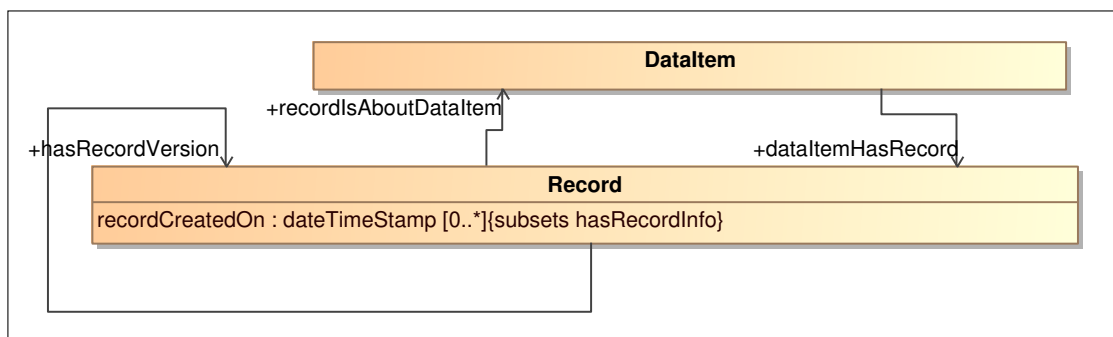 DataItem
+recordIsAboutDataItem
+hasRecordVersion
+dataItemHasRecord
Record
recordCreatedOn : dateTimeStamp [0..*]{subsets hasRecordInfo}